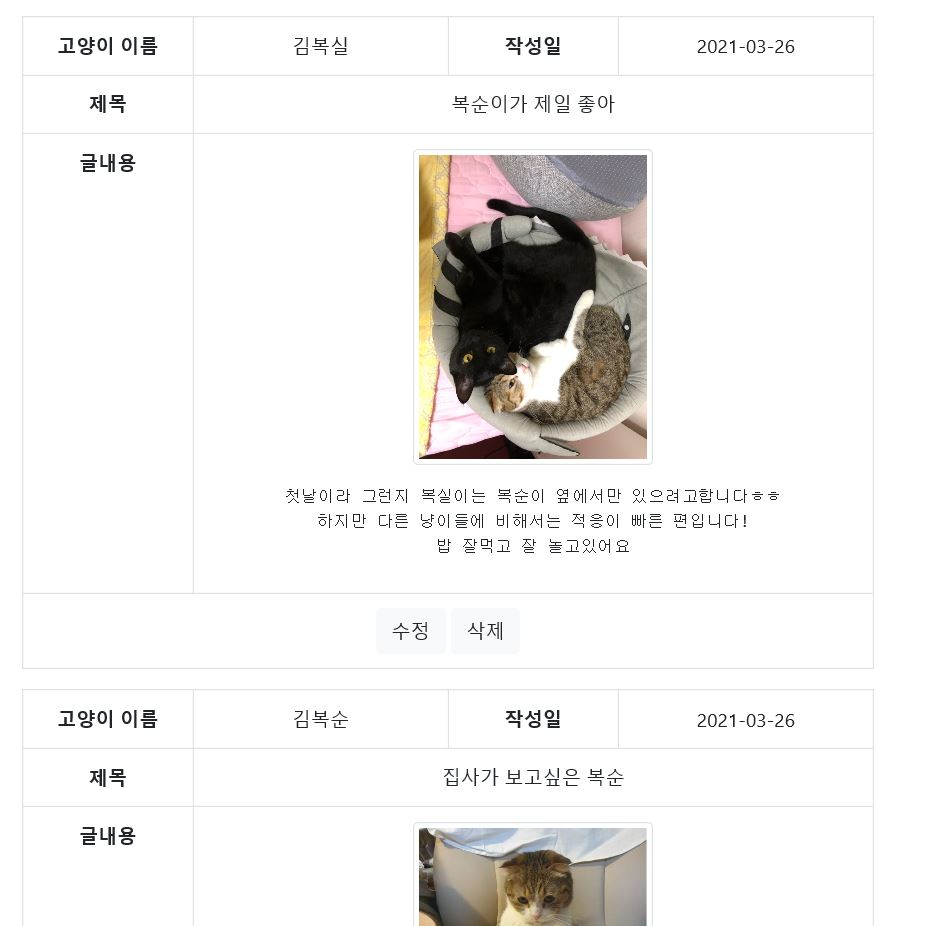 고양이 이름 김복실 작성일 2021-03-26
제목 복순이가 제일 좋아
글내용
첫날이라 그런지 복실이는 복순이 옆에서만 있으려고합니다ㅎㅎ
하지만 다른 냥이들에 비해서는 적응이 빠른 편입니다!
밥 잘먹고 잘 놀고있어요
수정 삭제
고양이 이름 김복순 작성일 2021-03-26
제목 집사가 보고싶은 복순
글내용